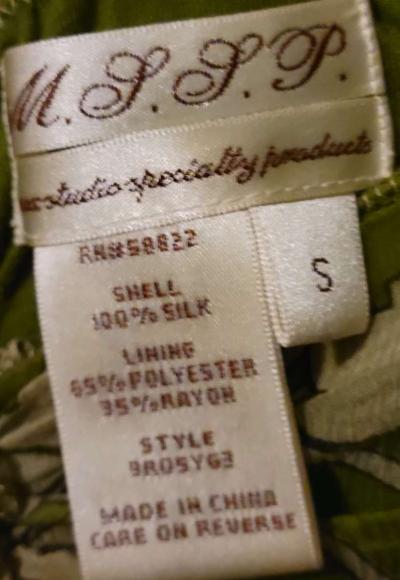 M.S.S.P.
studio specialty products
RN#58822
S
SHELL
100% SILK
LINING
65% POLYESTER
35% RAYON
STYLE
9R05Y63
MADE IN CHINA
CARE ON REVERSE